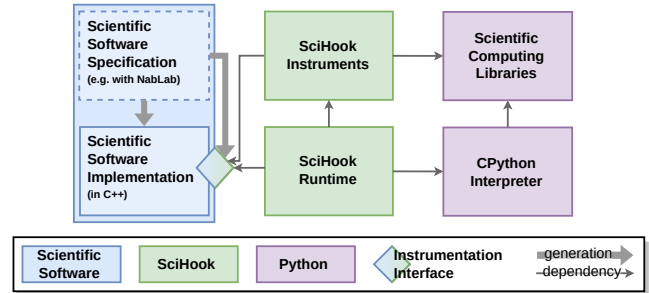 Scientific
Software
Specification
(e.g. with NabLab)
SciHook
Instruments
Scientific
Computing
Libraries
Scientific
Software
Implementation
(in C++)
SciHook
Runtime
CPython
Interpreter
Scientific
Software
SciHook
Python
Instrumentation
Interface
generation
dependency